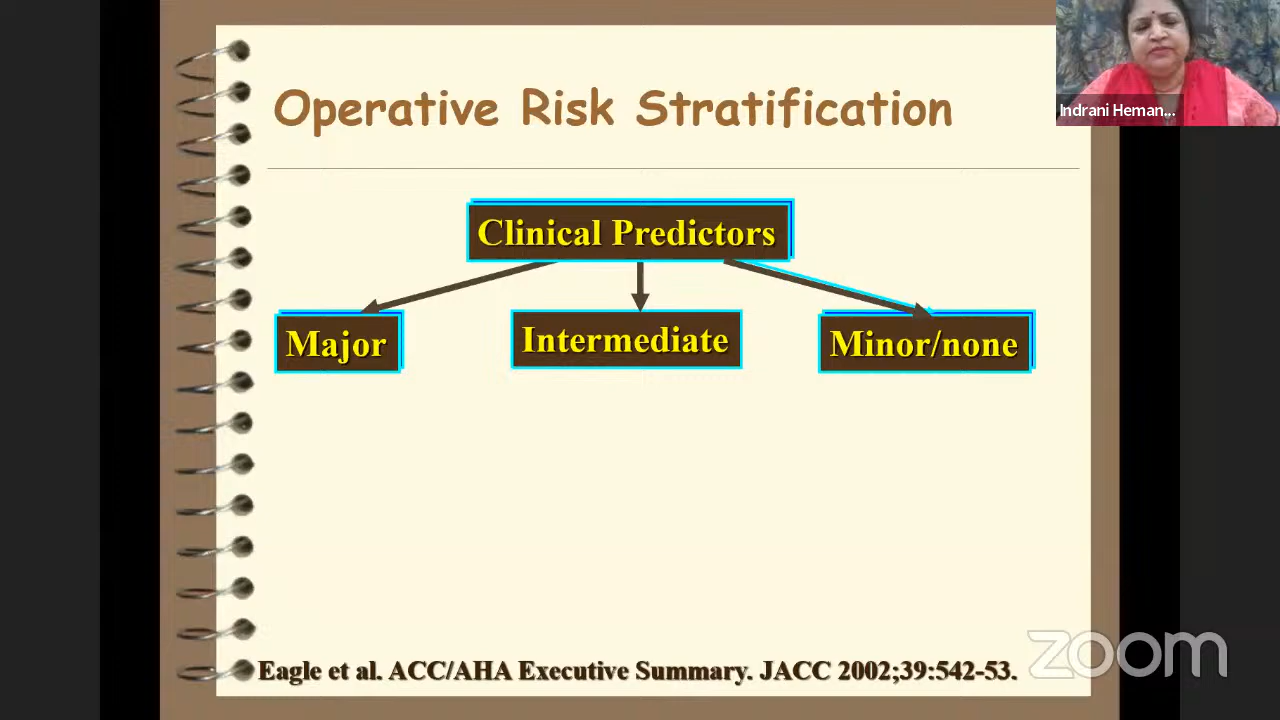 Operative Risk Stratification
Indrani Heman...
Clinical Predictors
Major
Intermediate
Minor/none
zoom
Eagle et al. ACC/AHA Executive Summary. JACC 2002;39:542-53.